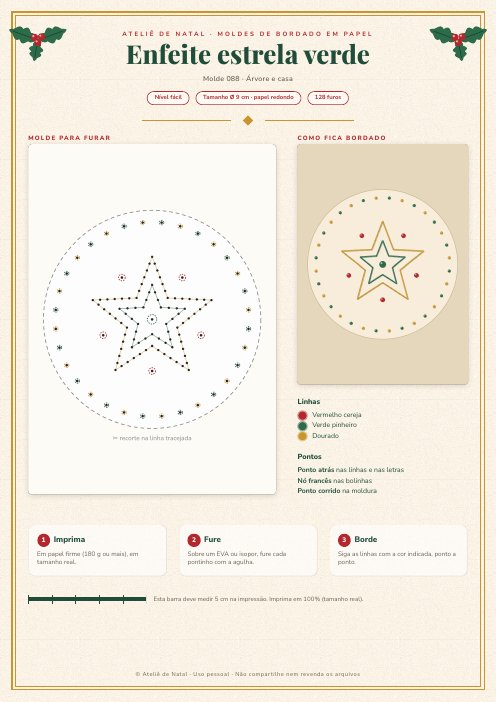 ATELIÊ DE NATAL · MOLDES DE BORDADO EM PAPEL
Enfeite estrela verde
Molde 088 · Árvore e casa
Nível fácil
Tamanho Ø 9 cm · papel redondo
128 furos
MOLDE PARA FURAR
✂ recorte na linha tracejada
COMO FICA BORDADO
Linhas
Vermelho cereja
Verde pinheiro
Dourado
Pontos
Ponto atrás nas linhas e nas letras
Nó francês nas bolinhas
Ponto corrido na moldura
1 Imprima
Em papel firme (180 g ou mais), em
tamanho real.
2 Fure
Sobre um EVA ou isopor, fure cada
pontinho com a agulha.
3 Borde
Siga as linhas com a cor indicada, ponto a
ponto.
Esta barra deve medir 5 cm na impressão. Imprima em 100% (tamanho real).
© Ateliê de Natal · Uso pessoal · Não compartilhe nem revenda os arquivos